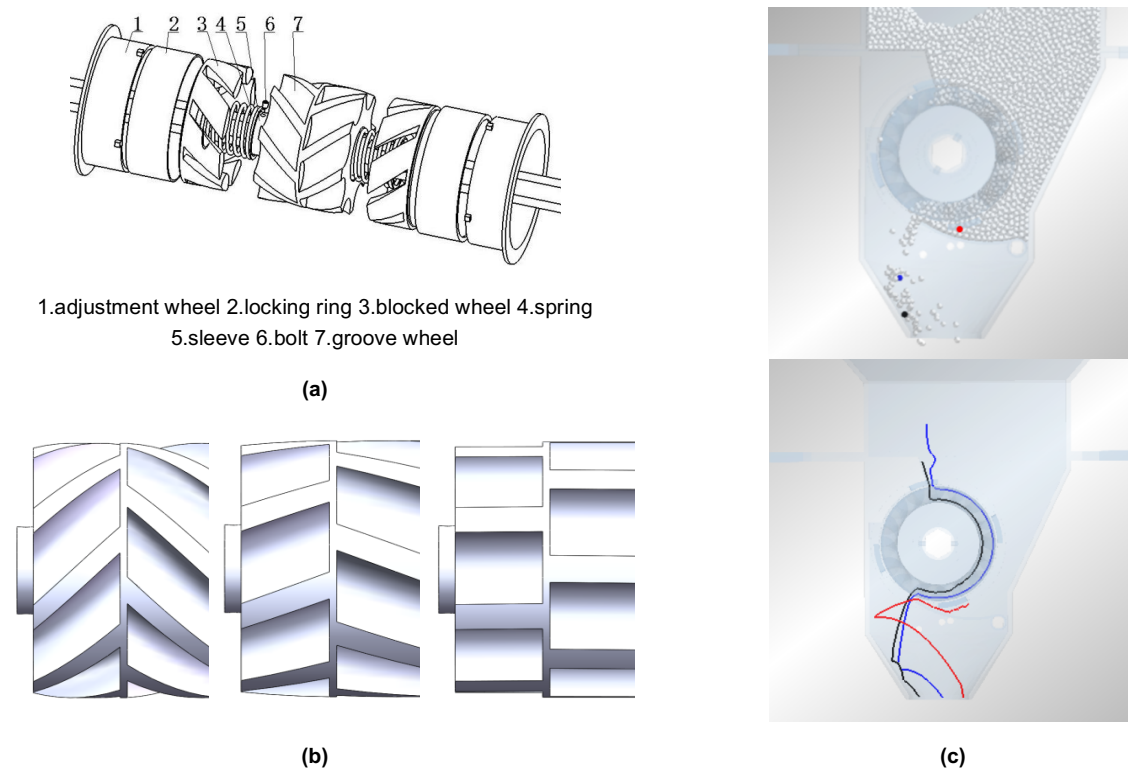 1 2 3 4 5 6 7
1.adjustment wheel 2.locking ring 3.blocked wheel 4.spring
5.sleeve 6.bolt 7.groove wheel
(a)
(b)
(c)